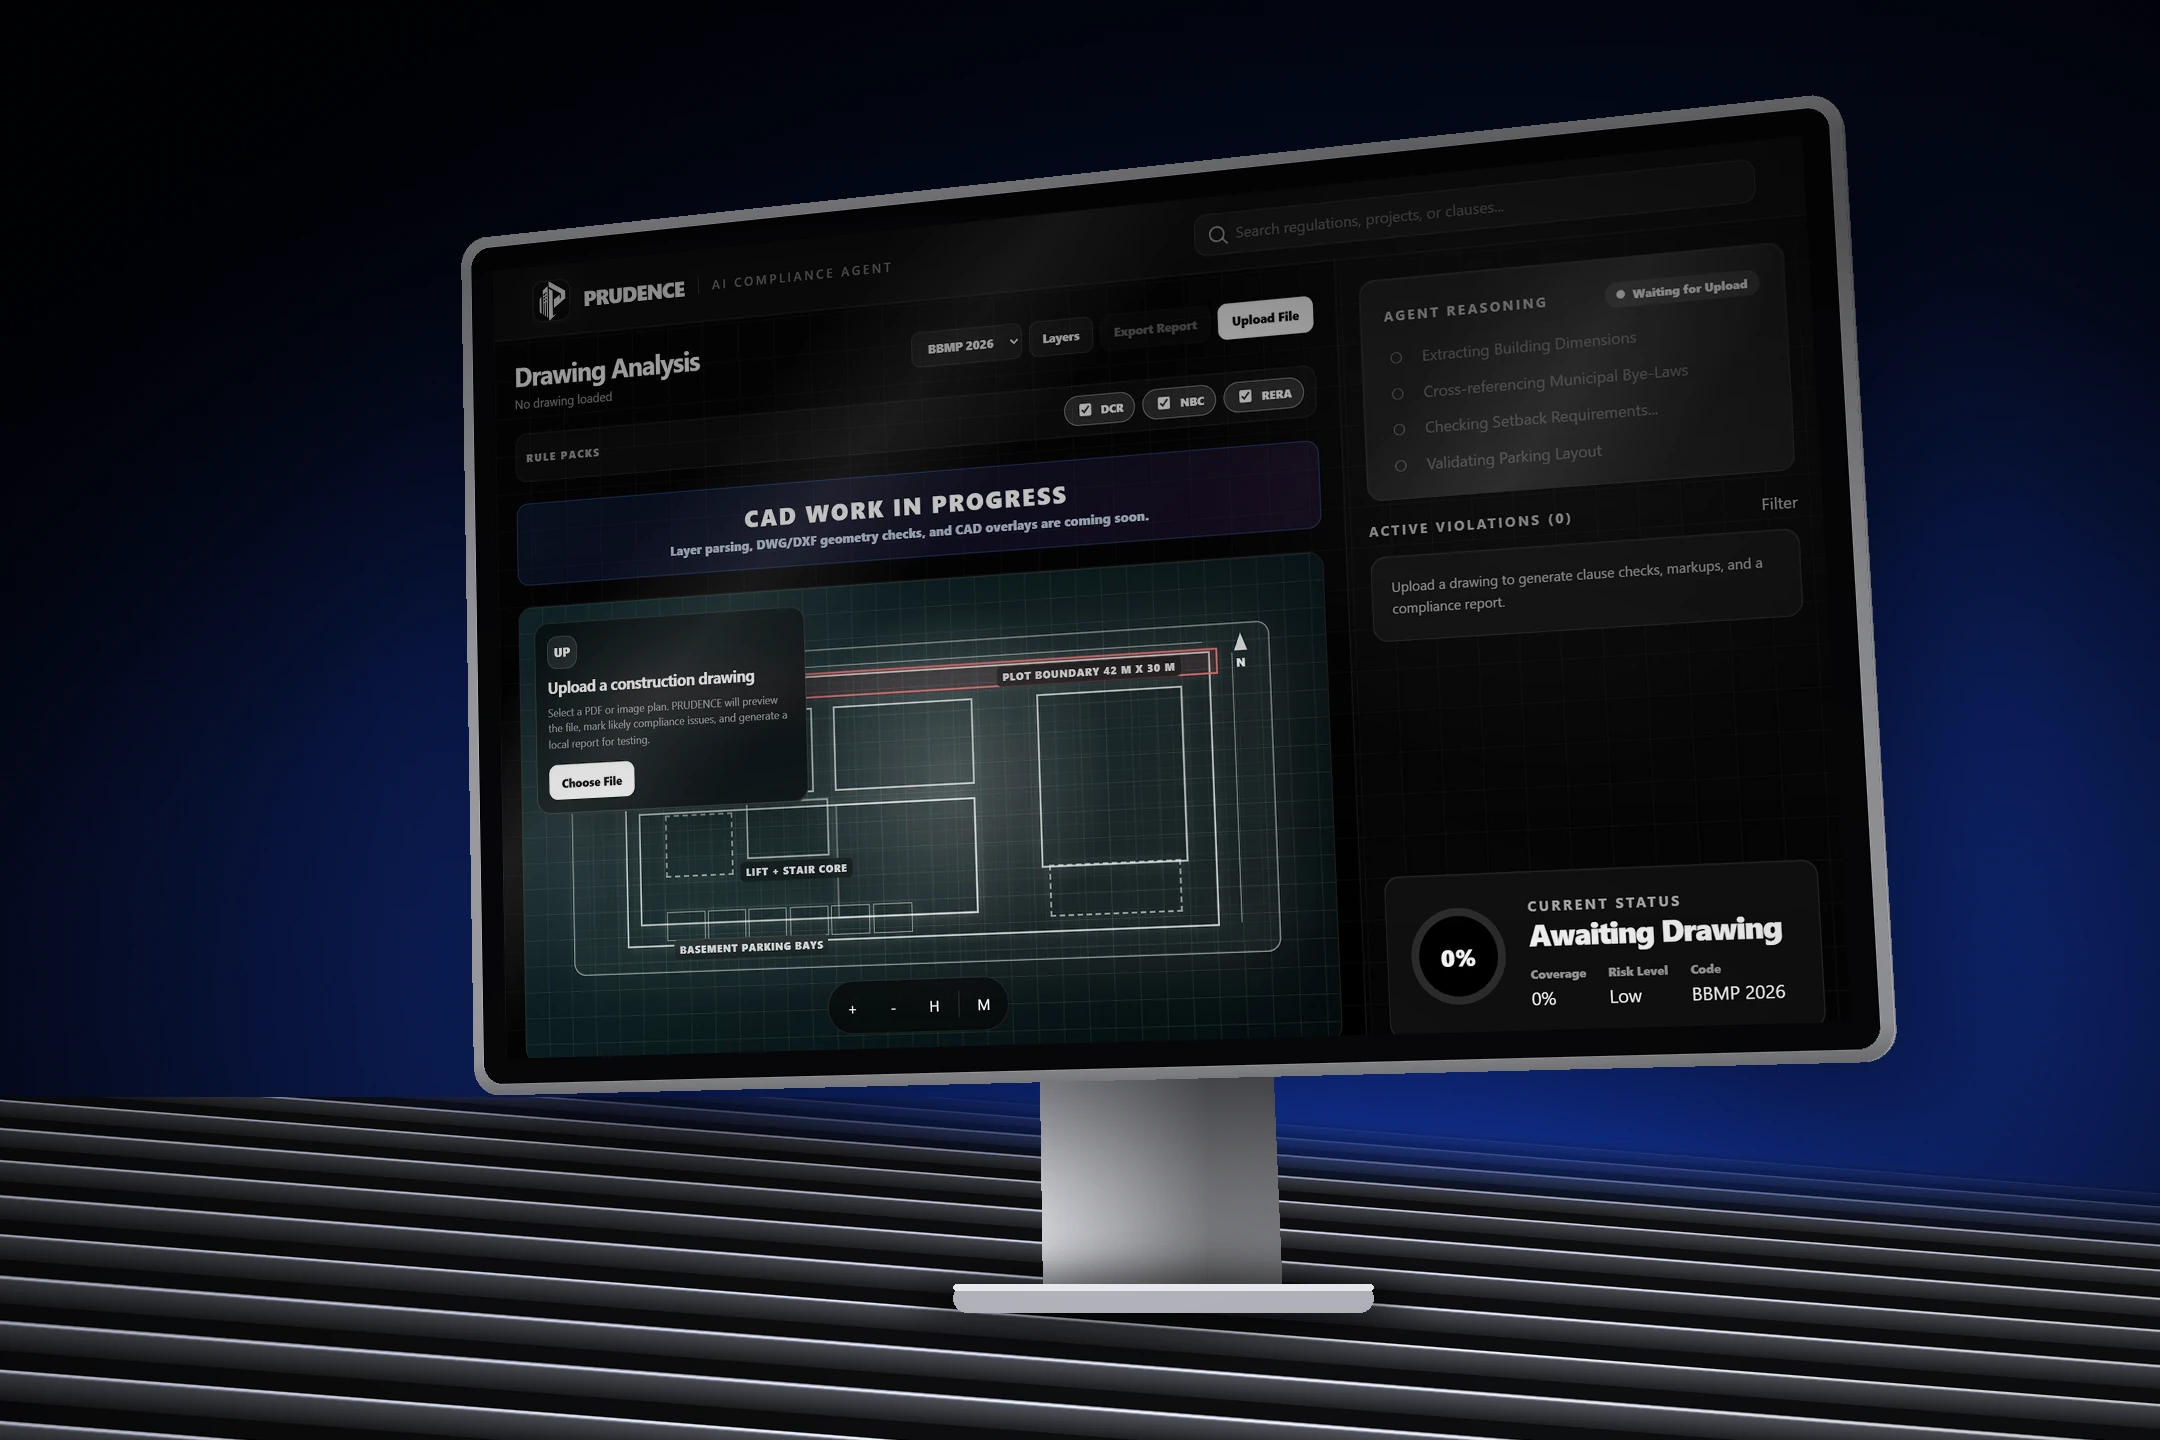 PRUDENCE
AI COMPLIANCE AGENT
Search regulations, projects, or clauses...
Drawing Analysis
No drawing loaded
BBMP 2026
Layers
Export Report
Upload File
RULE PACKS
DCR
NBC
RERA
CAD WORK IN PROGRESS
Layer parsing, DWG/DXF geometry checks, and CAD overlays are coming soon.
UP
Upload a construction drawing
Select a PDF or image plan. PRUDENCE will preview
the file, mark likely compliance issues, and generate a
local report for testing.
Choose File
PLOT BOUNDARY 42 M X 30 M
N
LIFT + STAIR CORE
BASEMENT PARKING BAYS
+ - H M
AGENT REASONING
Waiting for Upload
Extracting Building Dimensions
Cross-referencing Municipal Bye-Laws
Checking Setback Requirements...
Validating Parking Layout
ACTIVE VIOLATIONS (0)
Filter
Upload a drawing to generate clause checks, markups, and a
compliance report.
0%
CURRENT STATUS
Awaiting Drawing
Coverage
0%
Risk Level
Low
Code
BBMP 2026